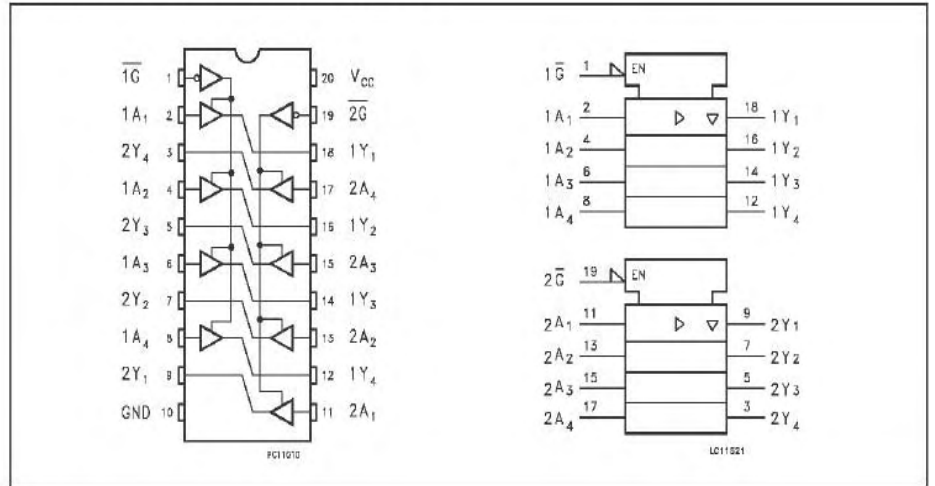 1G̅ 1
1A₁ 2
2Y₄ 3
1A₂ 4
2Y₃ 5
1A₃ 6
2Y₂ 7
1A₄ 8
2Y₁ 9
GND 10
20 V_CC
19 2G̅
18 1Y₁
17 2A₄
16 1Y₂
15 2A₃
14 1Y₃
13 2A₂
12 1Y₄
11 2A₁
1G̅ 1 EN
1A₁ 2 18 1Y₁
1A₂ 4 16 1Y₂
1A₃ 6 14 1Y₃
1A₄ 8 12 1Y₄
2G̅ 19 EN
2A₁ 11 9 2Y₁
2A₂ 13 7 2Y₂
2A₃ 15 5 2Y₃
2A₄ 17 3 2Y₄
LC11521